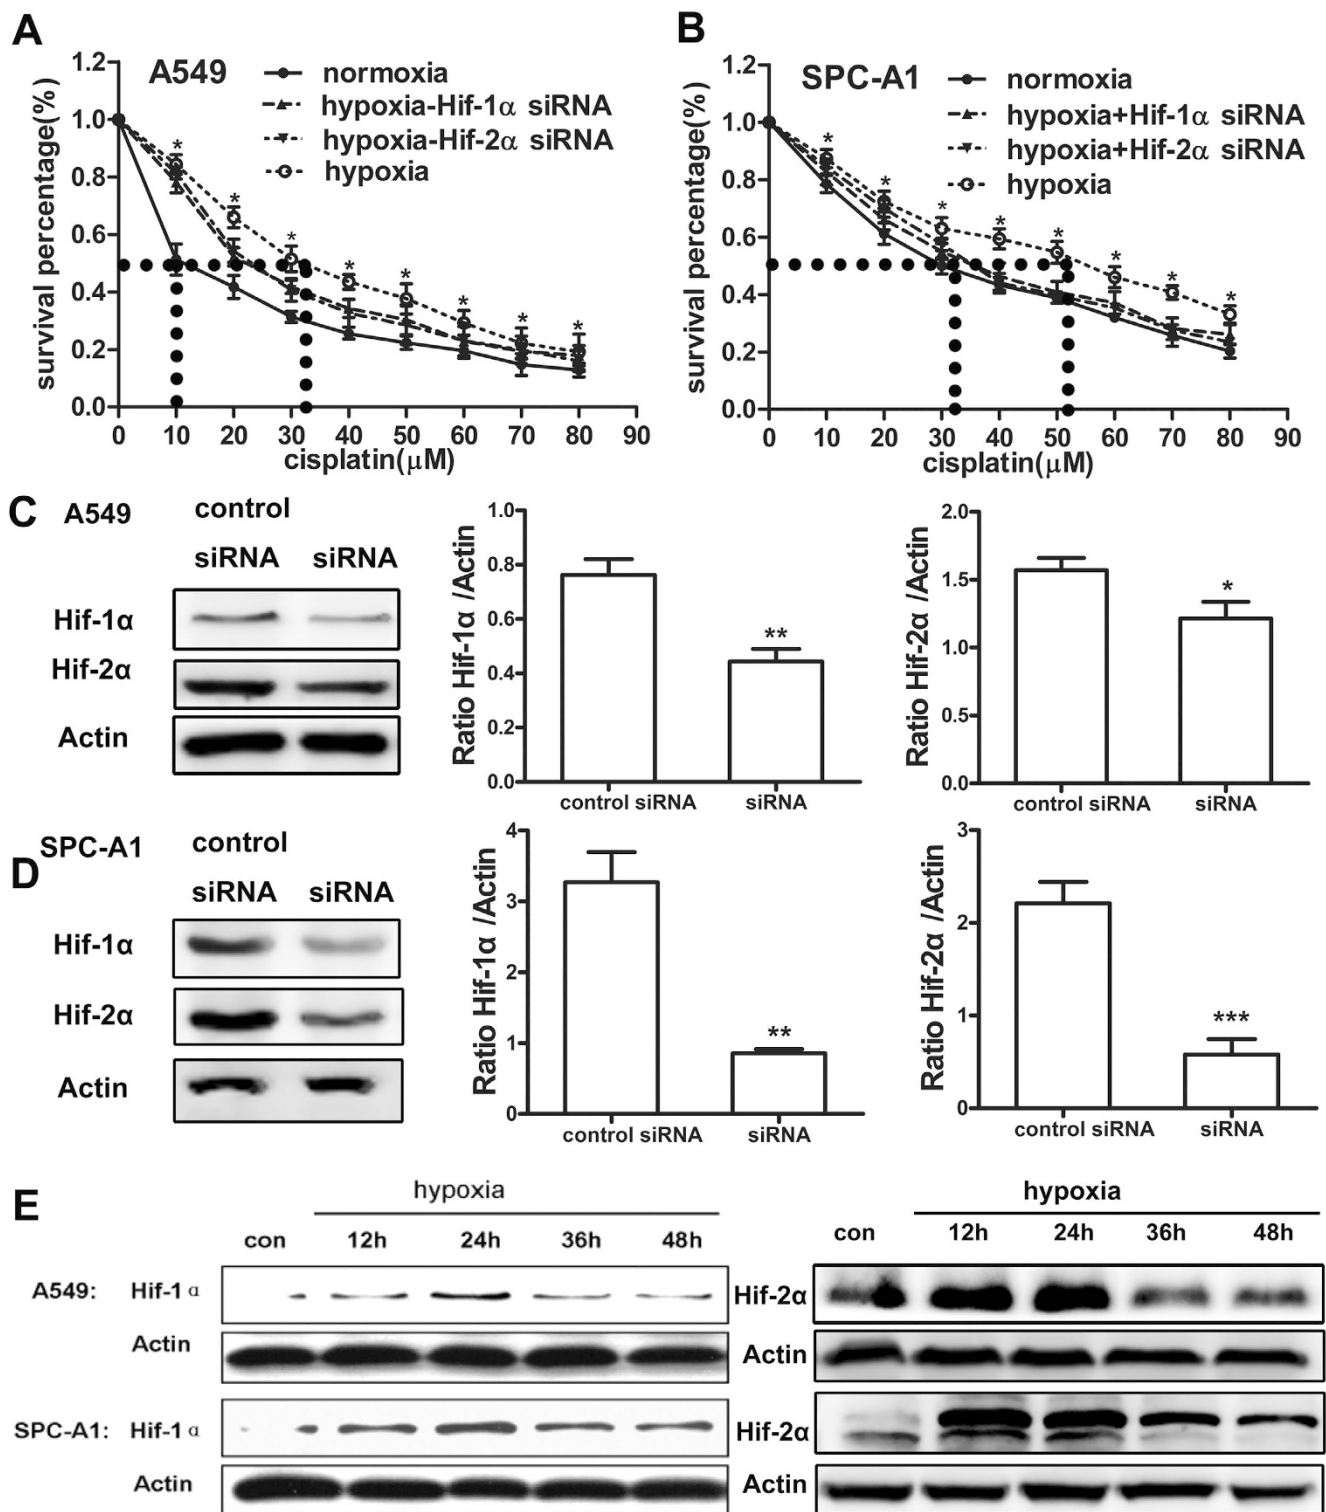 A
B
A549
normoxia
hypoxia-Hif-1α siRNA
hypoxia-Hif-2α siRNA
hypoxia
survival percentage(%)
1.2
1.0
0.8
0.6
0.4
0.2
0.0
* * * * * * * *
0 10 20 30 40 50 60 70 80 90
cisplatin(μM)
SPC-A1
normoxia
hypoxia+Hif-1α siRNA
hypoxia+Hif-2α siRNA
hypoxia
survival percentage(%)
1.2
1.0
0.8
0.6
0.4
0.2
0.0
* * * * * * * *
0 10 20 30 40 50 60 70 80 90
cisplatin(μM)
C
A549
control
siRNA siRNA
Hif-1α
Hif-2α
Actin
Ratio Hif-1α /Actin
1.0
0.8
0.6
0.4
0.2
0.0
**
control siRNA siRNA
Ratio Hif-2α /Actin
2.0
1.5
1.0
0.5
0.0
*
control siRNA siRNA
D
SPC-A1
control
siRNA siRNA
Hif-1α
Hif-2α
Actin
Ratio Hif-1α /Actin
4
3
2
1
0
**
control siRNA siRNA
Ratio Hif-2α /Actin
3
2
1
0
***
control siRNA siRNA
E
hypoxia
con 12h 24h 36h 48h
A549: Hif-1α
Actin
SPC-A1: Hif-1α
Actin
hypoxia
con 12h 24h 36h 48h
Hif-2α
Actin
Hif-2α
Actin